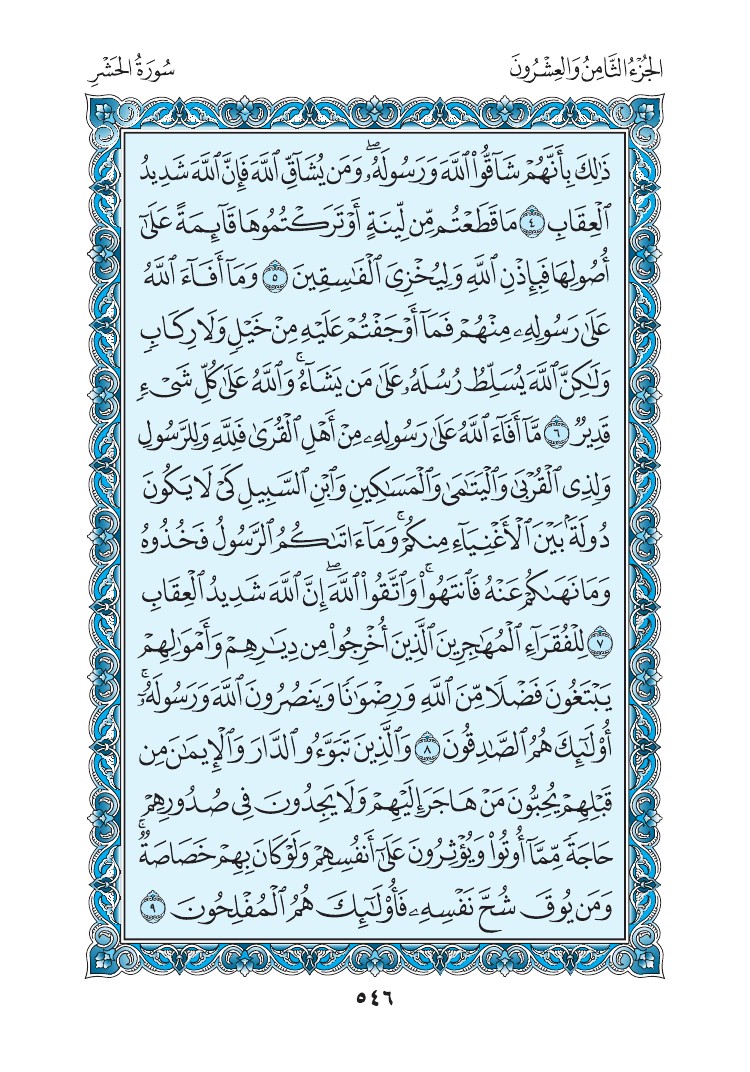 الجُزْءُ الثَّامِنُ وَالعِشْرُونَ
سُورَةُ الحَشْرِ
ذَٰلِكَ بِأَنَّهُمْ شَآقُّوا۟ ٱللَّهَ وَرَسُولَهُۥۖ وَمَن يُشَآقِّ ٱللَّهَ فَإِنَّ ٱللَّهَ شَدِيدُ
ٱلْعِقَابِ ٤ مَا قَطَعْتُم مِّن لِّينَةٍ أَوْ تَرَكْتُمُوهَا قَآئِمَةً عَلَىٰٓ
أُصُولِهَا فَبِإِذْنِ ٱللَّهِ وَلِيُخْزِىَ ٱلْفَٰسِقِينَ ٥ وَمَآ أَفَآءَ ٱللَّهُ
عَلَىٰ رَسُولِهِۦ مِنْهُمْ فَمَآ أَوْجَفْتُمْ عَلَيْهِ مِنْ خَيْلٍ وَلَا رِكَابٍ
وَلَٰكِنَّ ٱللَّهَ يُسَلِّطُ رُسُلَهُۥ عَلَىٰ مَن يَشَآءُۚ وَٱللَّهُ عَلَىٰ كُلِّ شَىْءٍ
قَدِيرٌ ٦ مَّآ أَفَآءَ ٱللَّهُ عَلَىٰ رَسُولِهِۦ مِنْ أَهْلِ ٱلْقُرَىٰ فَلِلَّهِ وَلِلرَّسُولِ
وَلِذِى ٱلْقُرْبَىٰ وَٱلْيَتَٰمَىٰ وَٱلْمَسَٰكِينِ وَٱبْنِ ٱلسَّبِيلِ كَىْ لَا يَكُونَ
دُولَةًۢ بَيْنَ ٱلْأَغْنِيَآءِ مِنكُمْۚ وَمَآ ءَاتَىٰكُمُ ٱلرَّسُولُ فَخُذُوهُ
وَمَا نَهَىٰكُمْ عَنْهُ فَٱنتَهُوا۟ۚ وَٱتَّقُوا۟ ٱللَّهَۖ إِنَّ ٱللَّهَ شَدِيدُ ٱلْعِقَابِ
٧ لِلْفُقَرَآءِ ٱلْمُهَٰجِرِينَ ٱلَّذِينَ أُخْرِجُوا۟ مِن دِيَٰرِهِمْ وَأَمْوَٰلِهِمْ
يَبْتَغُونَ فَضْلًا مِّنَ ٱللَّهِ وَرِضْوَٰنًا وَيَنصُرُونَ ٱللَّهَ وَرَسُولَهُۥٓۚ
أُو۟لَٰٓئِكَ هُمُ ٱلصَّٰدِقُونَ ٨ وَٱلَّذِينَ تَبَوَّءُو ٱلدَّارَ وَٱلْإِيمَٰنَ مِن
قَبْلِهِمْ يُحِبُّونَ مَنْ هَاجَرَ إِلَيْهِمْ وَلَا يَجِدُونَ فِى صُدُورِهِمْ
حَاجَةً مِّمَّآ أُوتُوا۟ وَيُؤْثِرُونَ عَلَىٰٓ أَنفُسِهِمْ وَلَوْ كَانَ بِهِمْ خَصَاصَةٌۚ
وَمَن يُوقَ شُحَّ نَفْسِهِۦ فَأُو۟لَٰٓئِكَ هُمُ ٱلْمُفْلِحُونَ ٩
٥٤٦